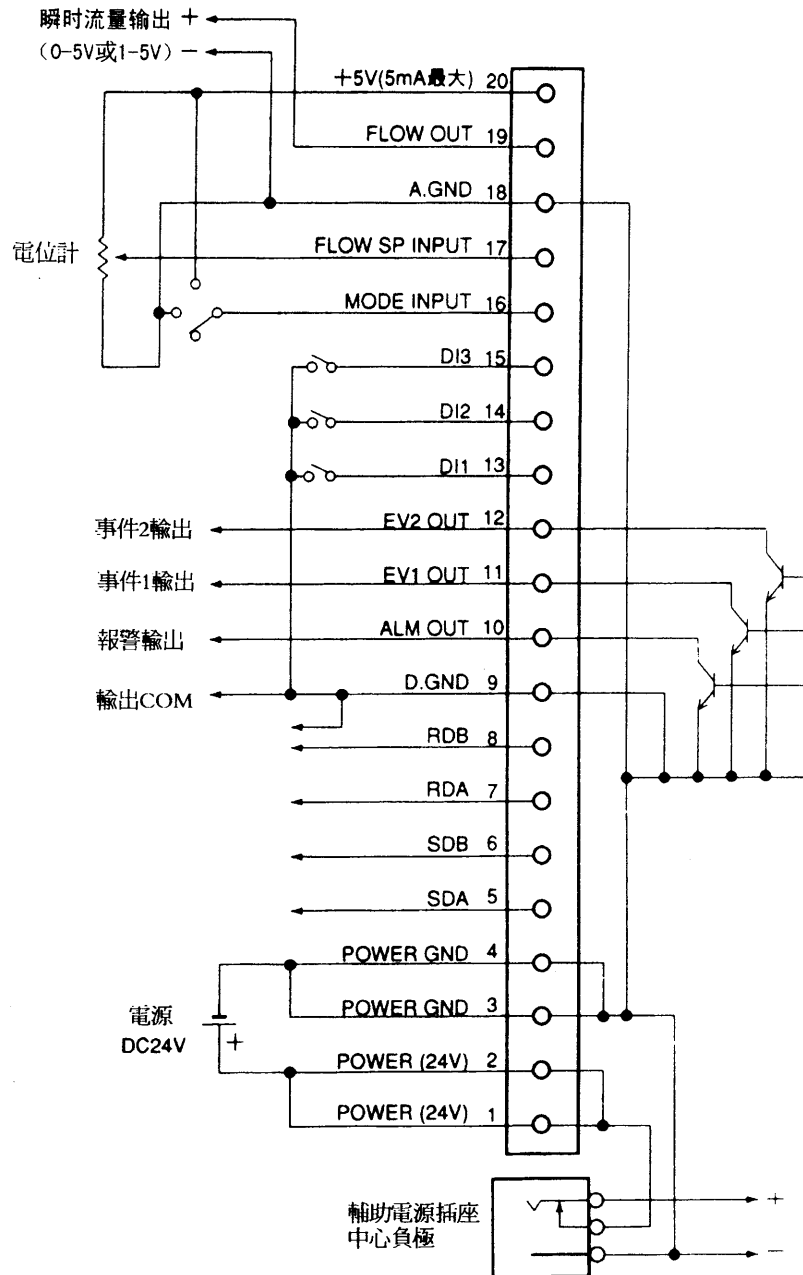 瞬时流量输出 +
(0-5V或1-5V) -
+5V(5mA最大) 20
FLOW OUT 19
A.GND 18
電位計
FLOW SP INPUT 17
MODE INPUT 16
DI3 15
DI2 14
DI1 13
事件2輸出 EV2 OUT 12
事件1輸出 EV1 OUT 11
報警輸出 ALM OUT 10
輸出COM D.GND 9
RDB 8
RDA 7
SDB 6
SDA 5
POWER GND 4
POWER GND 3
電源
DC24V
+
POWER (24V) 2
POWER (24V) 1
輔助電源插座
中心負極
+
-